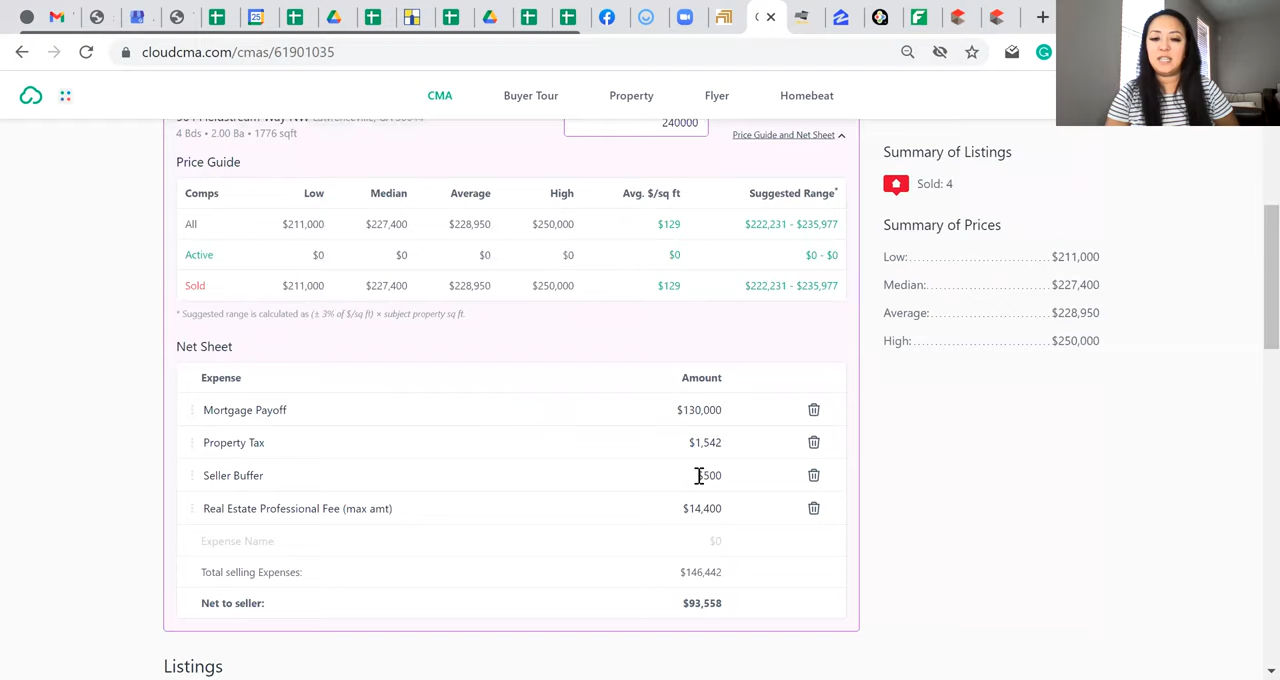 cloudcma.com/cmas/61901035
CMA
Buyer Tour
Property
Flyer
Homebeat
4 Bds • 2.00 Ba • 1776 sqft
240000
Price Guide and Net Sheet
Price Guide
Comps Low Median Average High Avg. $/sq ft Suggested Range*
All $211,000 $227,400 $228,950 $250,000 $129 $222,231 - $235,977
Active $0 $0 $0 $0 $0 $0 - $0
Sold $211,000 $227,400 $228,950 $250,000 $129 $222,231 - $235,977
* Suggested range is calculated as (± 3% of $/sq ft) × subject property sq ft.
Net Sheet
Expense Amount
Mortgage Payoff $130,000
Property Tax $1,542
Seller Buffer $500
Real Estate Professional Fee (max amt) $14,400
Expense Name $0
Total selling Expenses: $146,442
Net to seller: $93,558
Listings
Summary of Listings
Sold: 4
Summary of Prices
Low: $211,000
Median: $227,400
Average: $228,950
High: $250,000